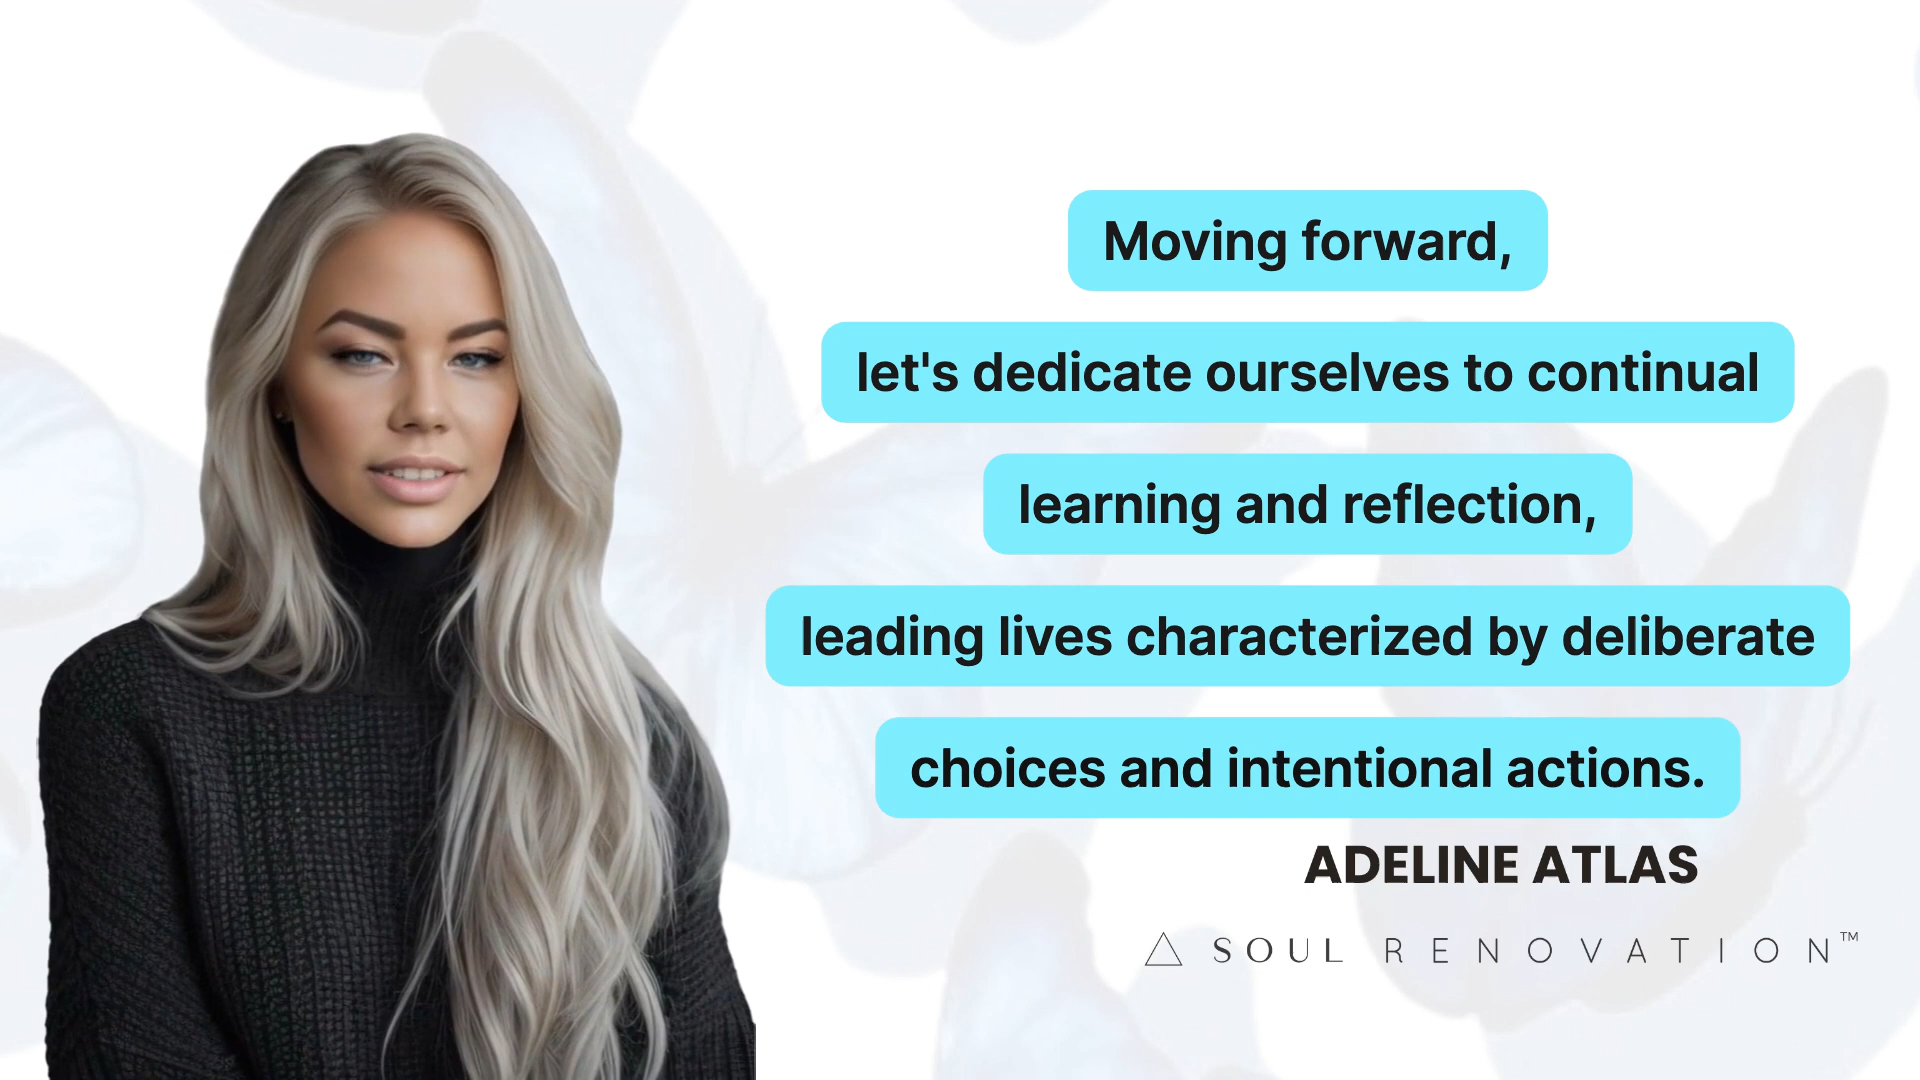 Moving forward,
let's dedicate ourselves to continual
learning and reflection,
leading lives characterized by deliberate
choices and intentional actions.
ADELINE ATLAS
SOUL RENOVATION™